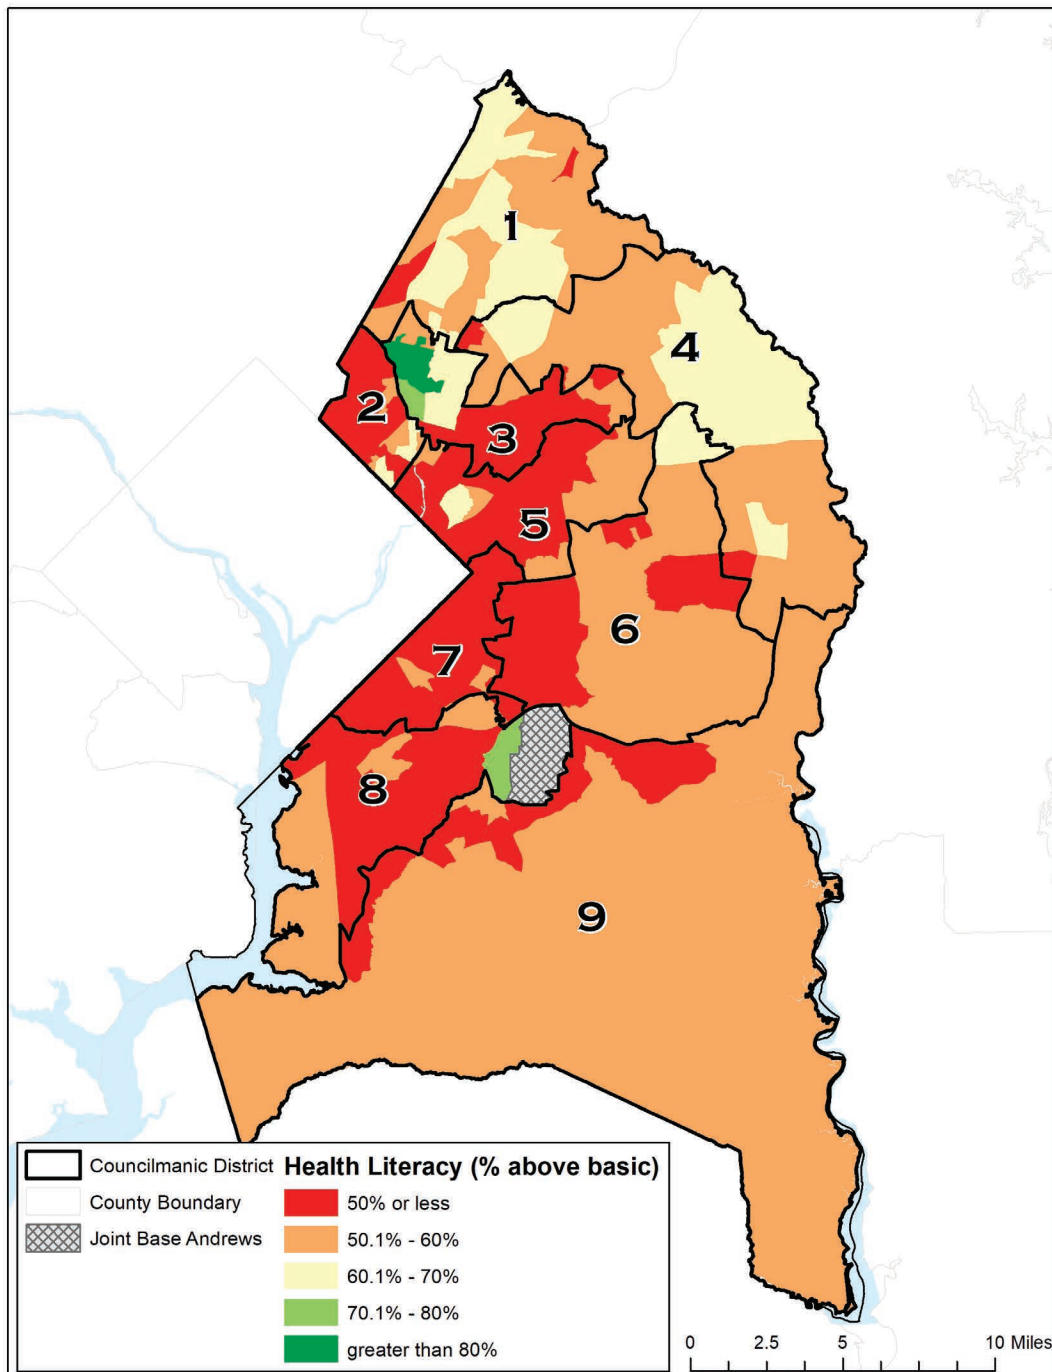 1
4
2
3
5
6
7
8
9
Councilmanic District
County Boundary
Joint Base Andrews
Health Literacy (% above basic)
50% or less
50.1% - 60%
60.1% - 70%
70.1% - 80%
greater than 80%
0 2.5 5 10 Miles